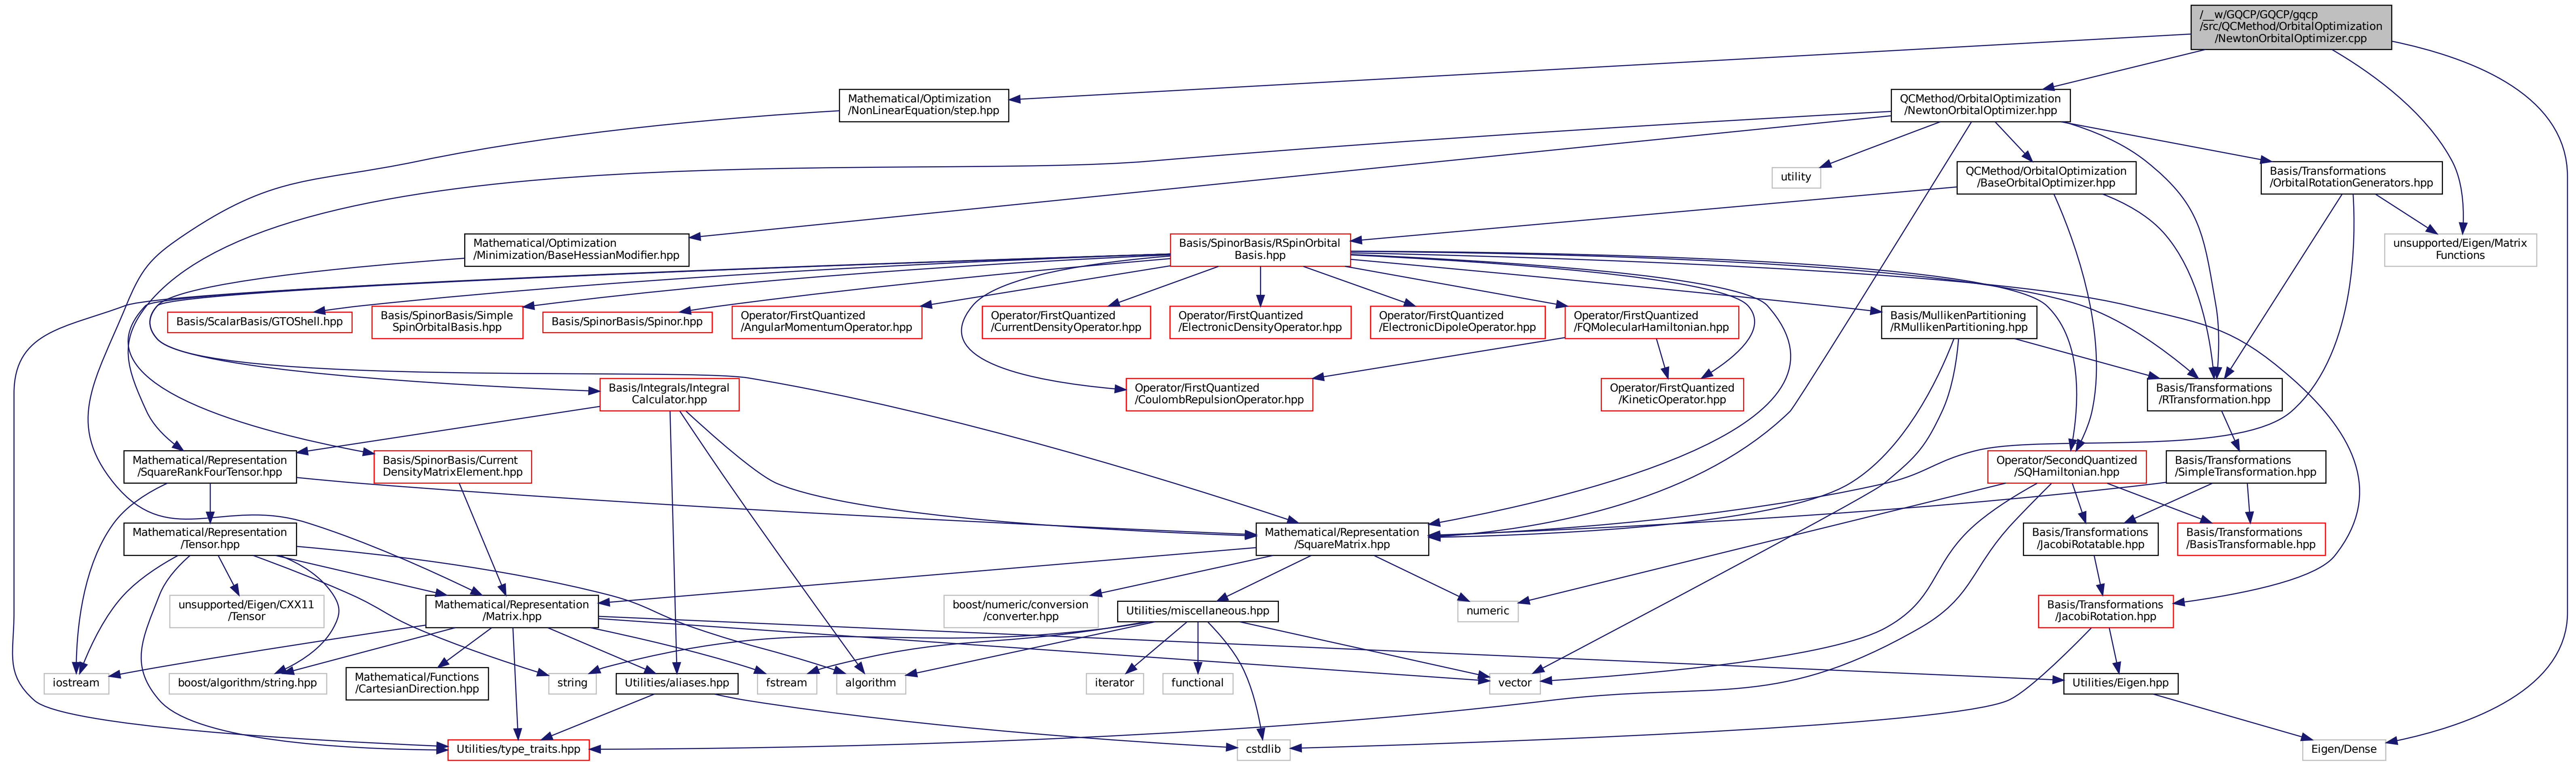 /__w/GQCP/GQCP/gqcp
/src/QCMethod/OrbitalOptimization
/NewtonOrbitalOptimizer.cpp
Mathematical/Optimization
/NonLinearEquation/step.hpp
QCMethod/OrbitalOptimization
/NewtonOrbitalOptimizer.hpp
utility
QCMethod/OrbitalOptimization
/BaseOrbitalOptimizer.hpp
Basis/Transformations
/OrbitalRotationGenerators.hpp
Mathematical/Optimization
/Minimization/BaseHessianModifier.hpp
Basis/SpinorBasis/RSpinOrbital
Basis.hpp
unsupported/Eigen/Matrix
Functions
Basis/ScalarBasis/GTOShell.hpp
Basis/SpinorBasis/Simple
SpinOrbitalBasis.hpp
Basis/SpinorBasis/Spinor.hpp
Operator/FirstQuantized
/AngularMomentumOperator.hpp
Operator/FirstQuantized
/CurrentDensityOperator.hpp
Operator/FirstQuantized
/ElectronicDensityOperator.hpp
Operator/FirstQuantized
/ElectronicDipoleOperator.hpp
Operator/FirstQuantized
/FQMolecularHamiltonian.hpp
Basis/MullikenPartitioning
/RMullikenPartitioning.hpp
Basis/Integrals/Integral
Calculator.hpp
Operator/FirstQuantized
/CoulombRepulsionOperator.hpp
Operator/FirstQuantized
/KineticOperator.hpp
Basis/Transformations
/RTransformation.hpp
Mathematical/Representation
/SquareRankFourTensor.hpp
Basis/SpinorBasis/Current
DensityMatrixElement.hpp
Operator/SecondQuantized
/SQHamiltonian.hpp
Basis/Transformations
/SimpleTransformation.hpp
Mathematical/Representation
/Tensor.hpp
Mathematical/Representation
/SquareMatrix.hpp
Basis/Transformations
/JacobiRotatable.hpp
Basis/Transformations
/BasisTransformable.hpp
unsupported/Eigen/CXX11
/Tensor
Mathematical/Representation
/Matrix.hpp
boost/numeric/conversion
/converter.hpp
Utilities/miscellaneous.hpp
numeric
Basis/Transformations
/JacobiRotation.hpp
iostream
boost/algorithm/string.hpp
Mathematical/Functions
/CartesianDirection.hpp
string
Utilities/aliases.hpp
fstream
algorithm
iterator
functional
vector
Utilities/Eigen.hpp
Utilities/type_traits.hpp
cstdlib
Eigen/Dense